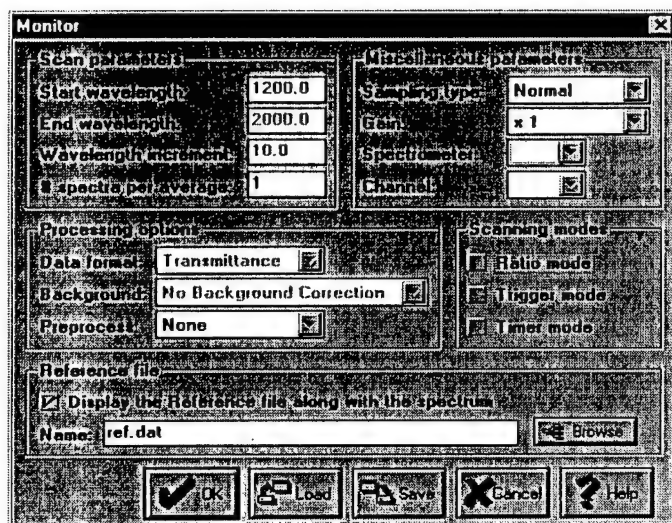 Monitor
Scan parameters
Start wavelength: 1200.0
End wavelength: 2000.0
Wavelength increment: 10.0
# spectra per average: 1
Miscellaneous parameters
Sampling type: Normal
Gain: x 1
Spectrometer:
Channel:
Processing options
Data format: Transmittance
Background: No Background Correction
Preprocess: None
Scanning modes
Ratio mode
Trigger mode
Timer mode
Reference file
Display the Reference file along with the spectrum
Name: ref.dat
Browse
OK
Load
Save
Cancel
Help